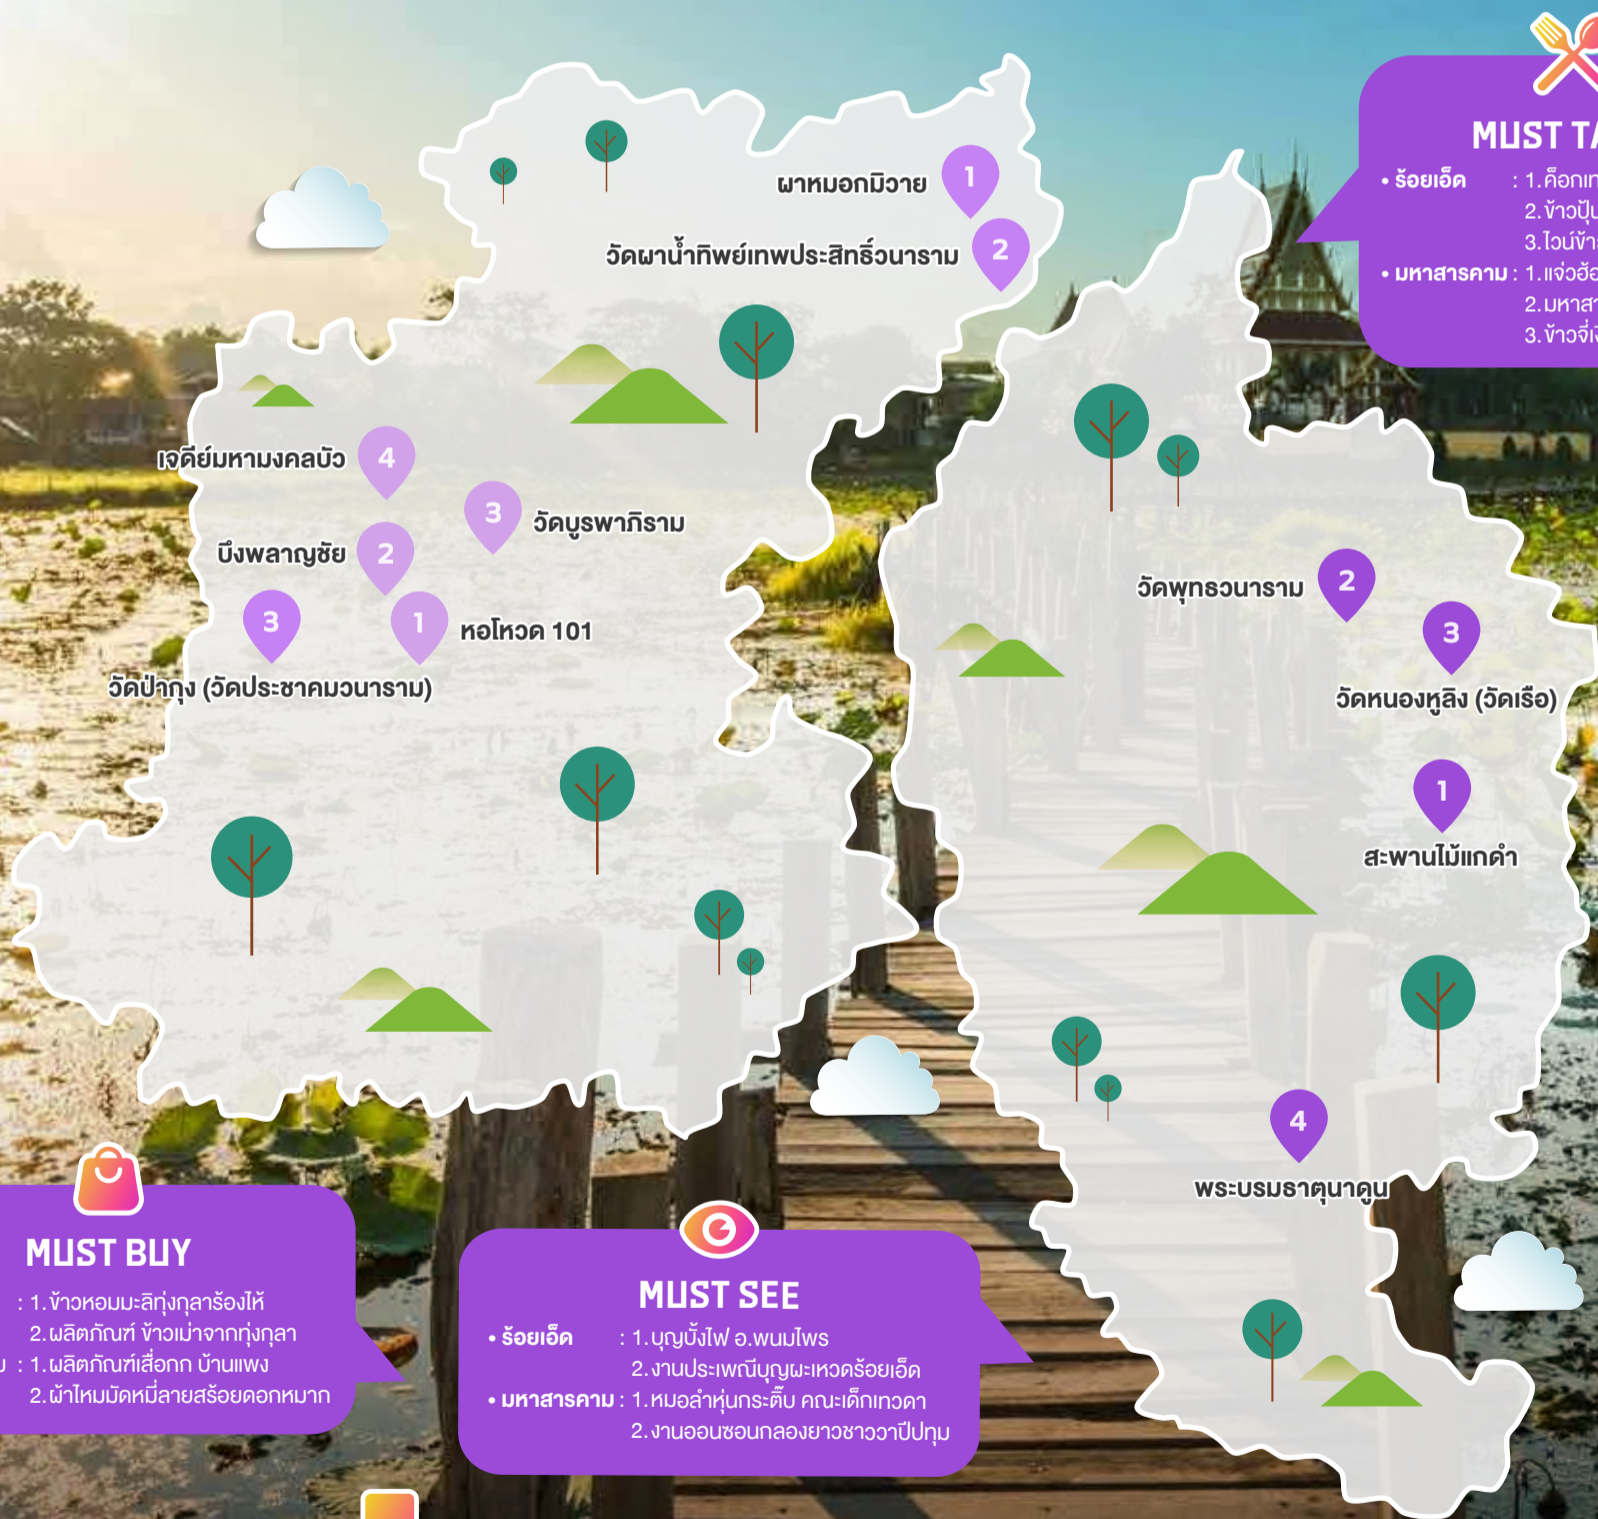 ผาหมอกมิวาย
1
วัดผาน้ำทิพย์เทพประสิทธิ์วนาราม
2
เจดีย์มหามงคลบัว
4
3
วัดบูรพาภิราม
บึงพลาญชัย
2
3
1
หอโหวด 101
วัดป่ากุง (วัดประชาคมวนาราม)
วัดพุทธวนาราม
2
3
วัดหนองหูลิง (วัดเรือ)
1
สะพานไม้แกดำ
4
พระบรมธาตุนาดูน
MUST TA
• ร้อยเอ็ด : 1.ค็อกเท
2.ข้าวปุ้น
3.ไวน์ข้า
• มหาสารคาม : 1.แจ่วฮ้อ
2.มหาสา
3.ข้าวจี่เ
MUST BUY
: 1.ข้าวหอมมะลิทุ่งกุลาร้องไห้
2.ผลิตภัณฑ์ ข้าวเม่าจากทุ่งกุลา
ม : 1.ผลิตภัณฑ์เสื่อกก บ้านแพง
2.ผ้าไหมมัดหมี่ลายสร้อยดอกหมาก
MUST SEE
• ร้อยเอ็ด : 1.บุญบั้งไฟ อ.พนมไพร
2.งานประเพณีบุญผะเหวดร้อยเอ็ด
• มหาสารคาม : 1.หมอลำหุ่นกระติ๊บ คณะเด็กเทวดา
2.งานออนซอนกลองยาวชาววาปีปทุม